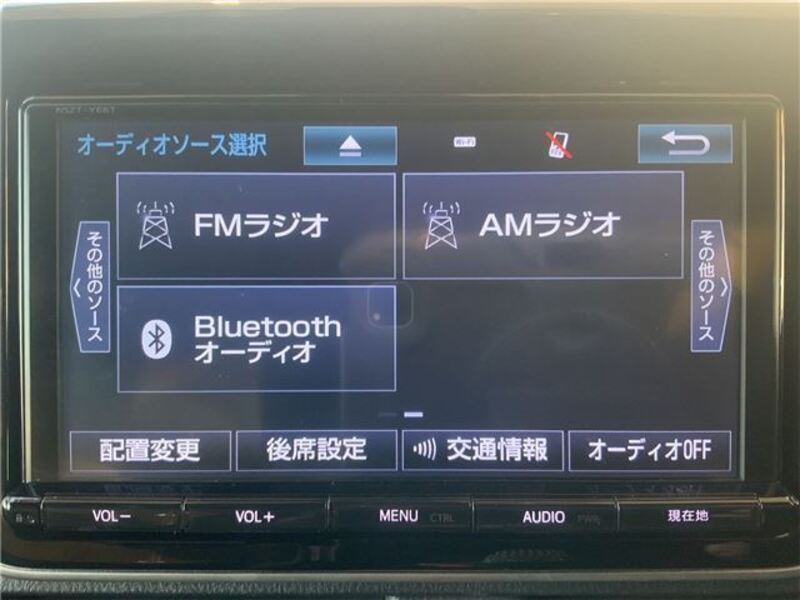 NSZT-Y66T
オーディオソース選択
Wi-Fi
FMラジオ
AMラジオ
その他のソース
その他のソース
Bluetooth
オーディオ
配置変更
後席設定
交通情報
オーディオOFF
VOL−
VOL+
MENU CTRL
AUDIO PWR
現在地